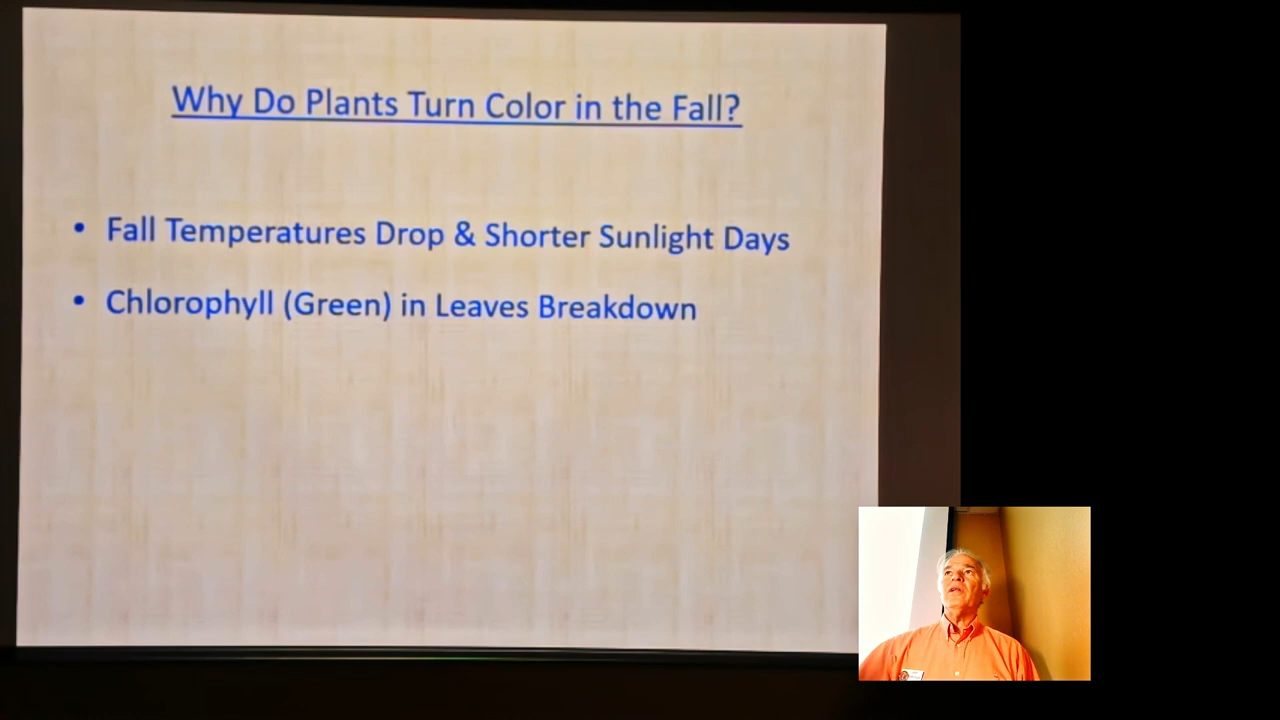 Why Do Plants Turn Color in the Fall?
• Fall Temperatures Drop & Shorter Sunlight Days
• Chlorophyll (Green) in Leaves Breakdown